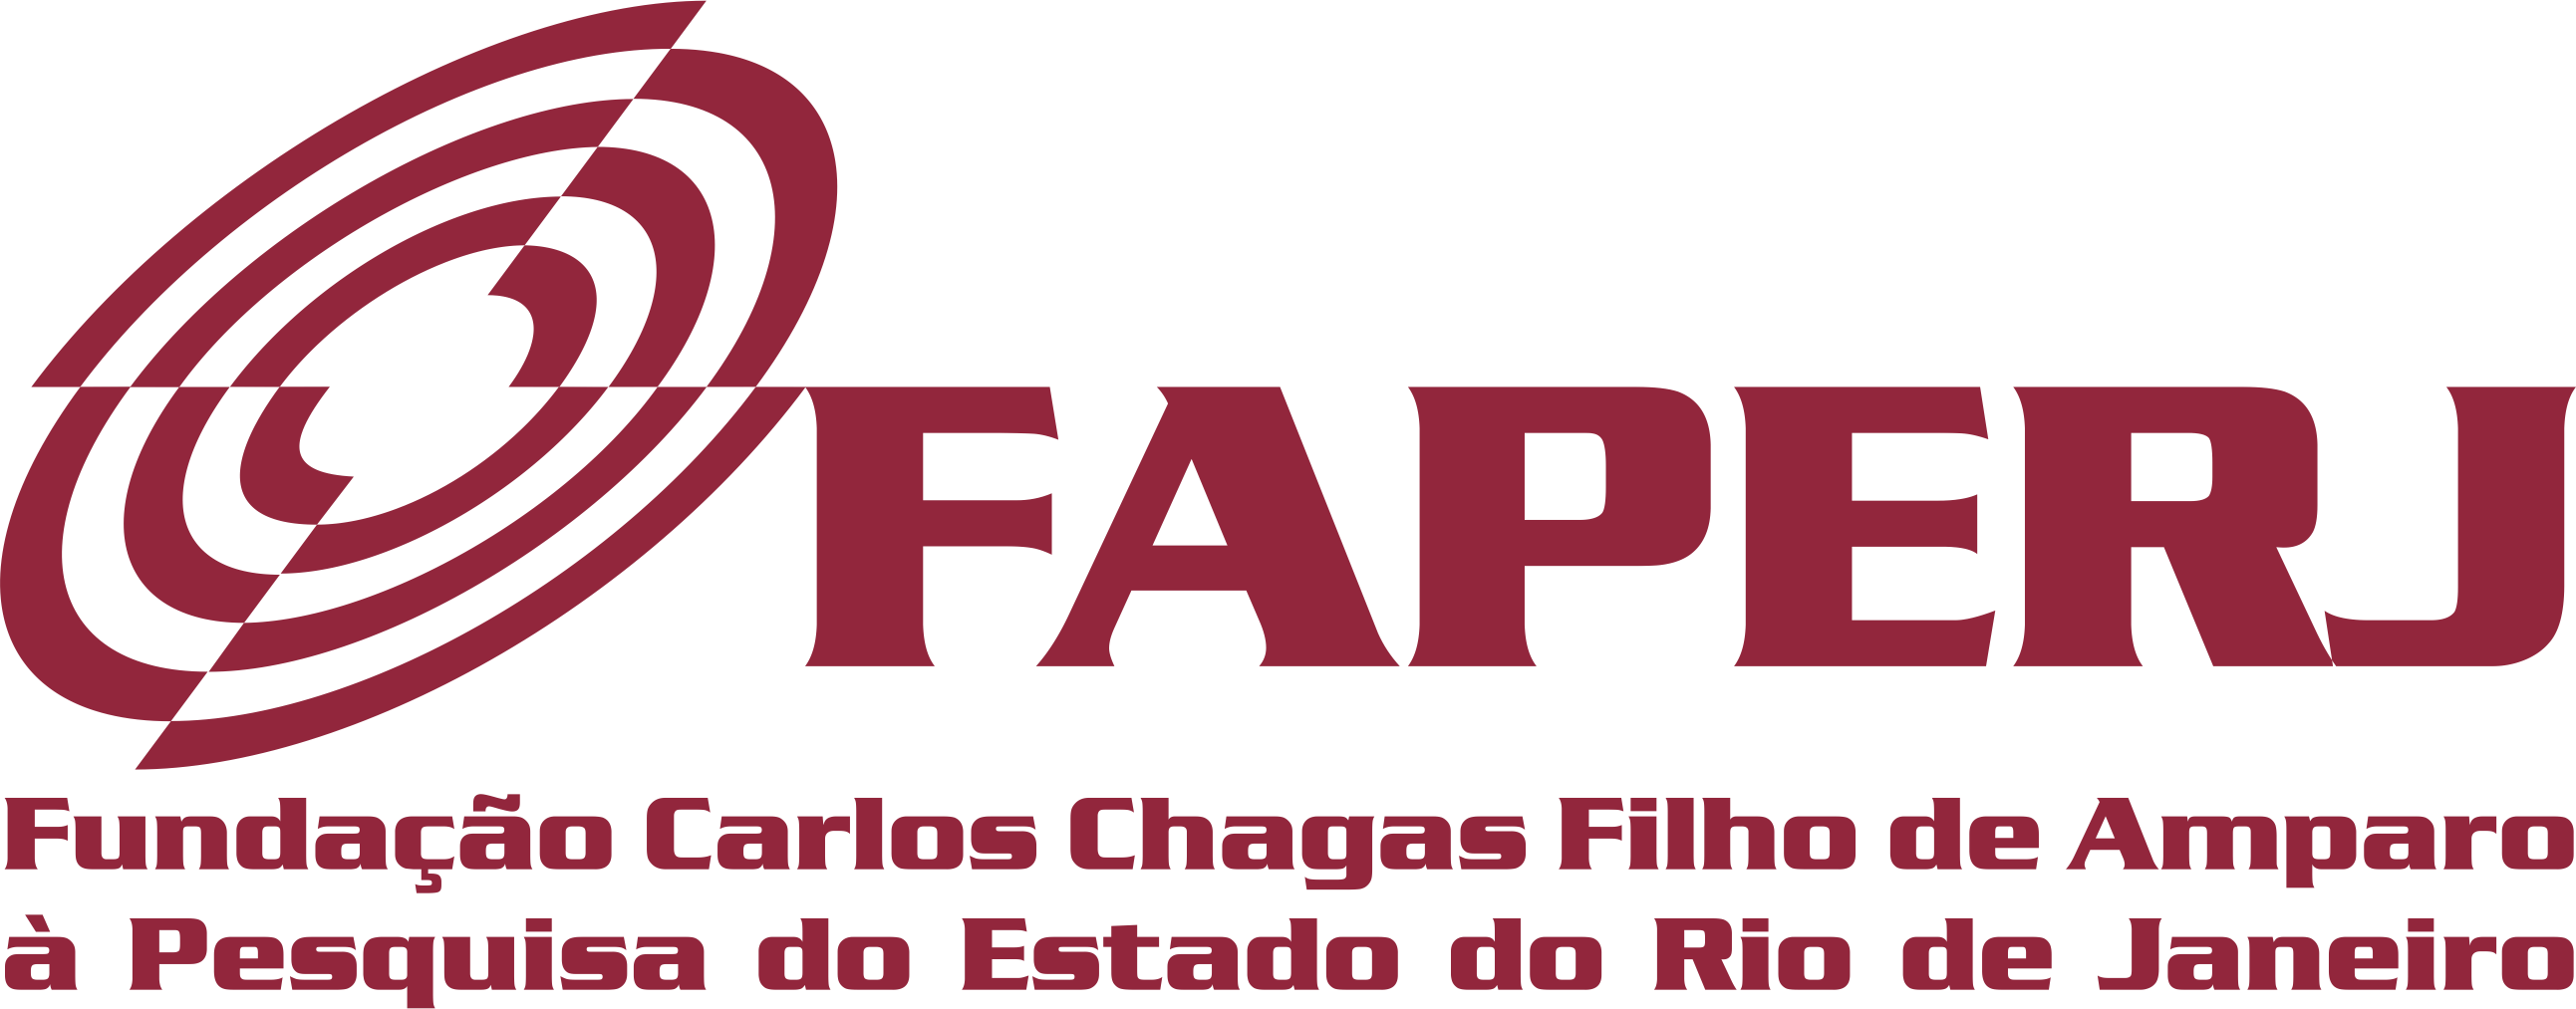 FAPERJ
Fundação Carlos Chagas Filho de Amparo
à Pesquisa do Estado do Rio de Janeiro